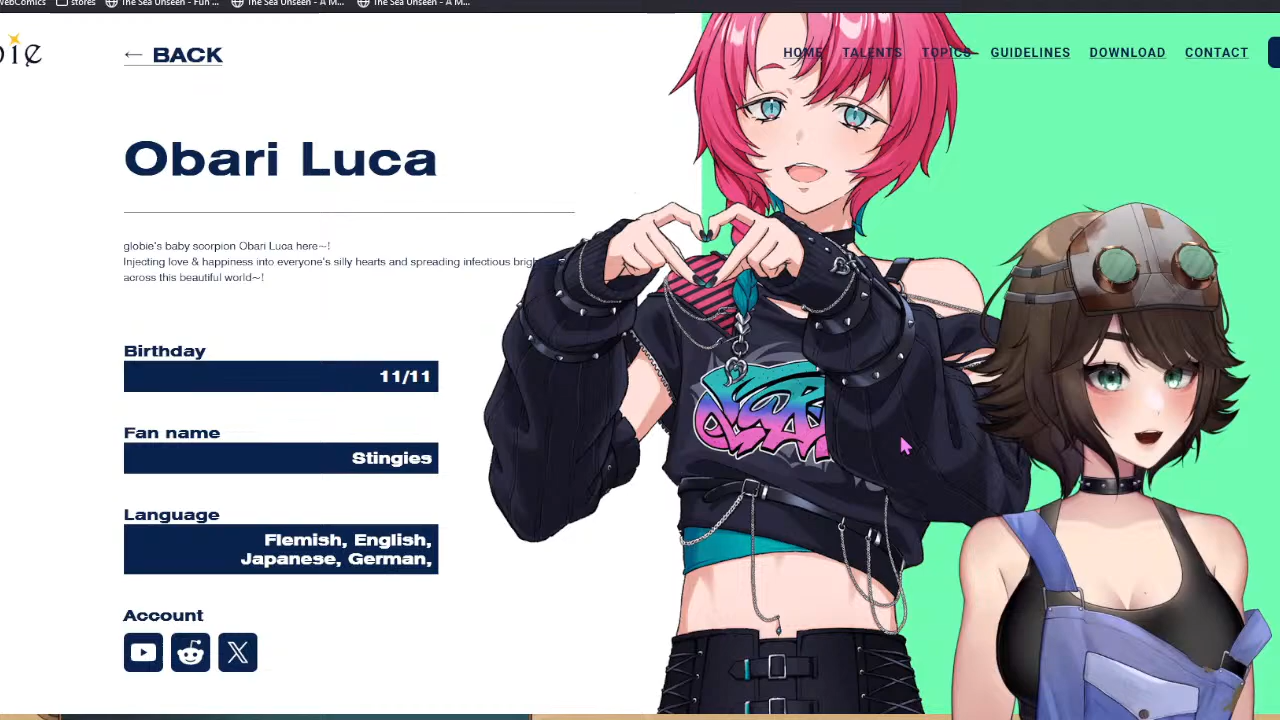 WebComics stores The Sea Unseen - Fun ... The Sea Unseen - A M... The Sea Unseen - A M...
← BACK
HOME TALENTS TOPICS GUIDELINES DOWNLOAD CONTACT
Obari Luca
globie's baby scorpion Obari Luca here~!
Injecting love & happiness into everyone's silly hearts and spreading infectious
across this beautiful world~!
Birthday
11/11
Fan name
Stingies
Language
Flemish, English,
Japanese, German,
Account